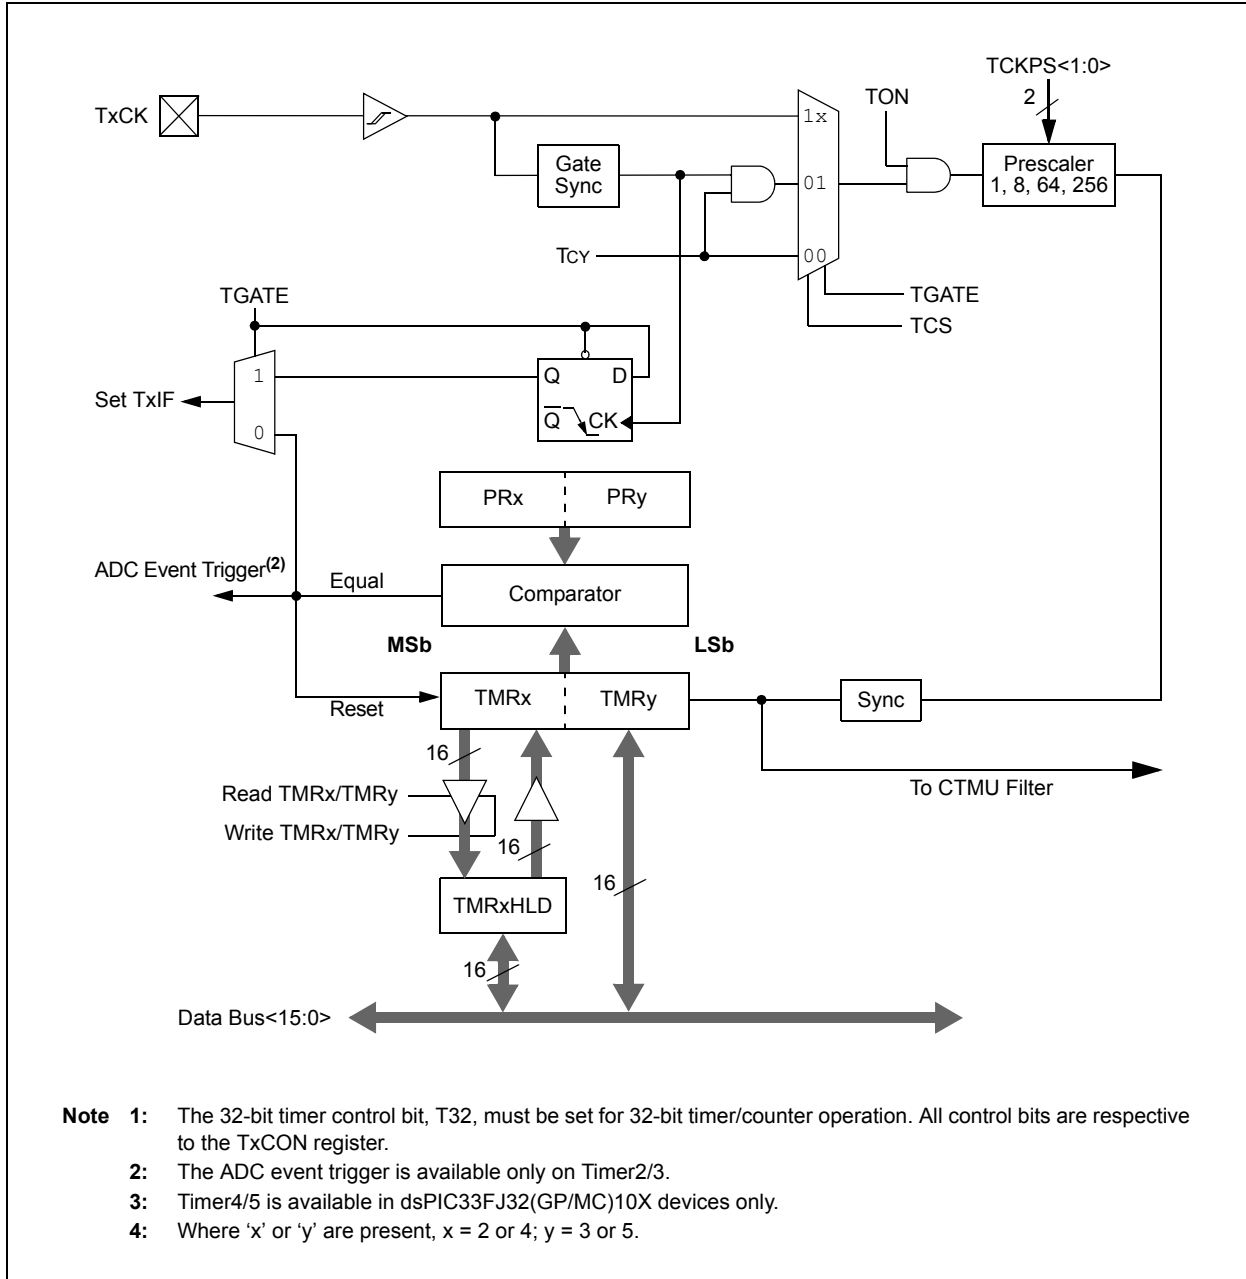 TCKPS<1:0>
TON
2
TxCK
1x
Gate
Sync
Prescaler
1, 8, 64, 256
01
TCY
00
TGATE
TGATE
TCS
1
Q
D
Set TxIF
Q
CK
0
PRx
PRy
ADC Event Trigger(2)
Equal
Comparator
MSb
LSb
TMRx
TMRy
Sync
Reset
16
Read TMRx/TMRy
To CTMU Filter
Write TMRx/TMRy
16
16
TMRxHLD
16
Data Bus<15:0>
Note 1: The 32-bit timer control bit, T32, must be set for 32-bit timer/counter operation. All control bits are respective
to the TxCON register.
2: The ADC event trigger is available only on Timer2/3.
3: Timer4/5 is available in dsPIC33FJ32(GP/MC)10X devices only.
4: Where ‘x’ or ‘y’ are present, x = 2 or 4; y = 3 or 5.